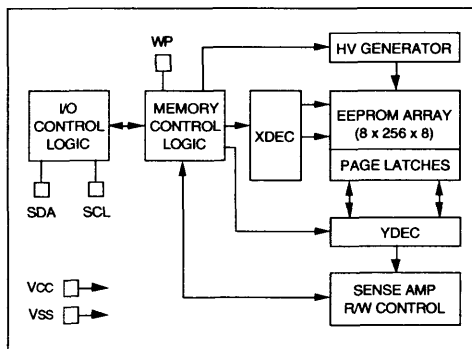 WP
HV GENERATOR
I/O
CONTROL
LOGIC
MEMORY
CONTROL
LOGIC
XDEC
EEPROM ARRAY
(8 x 256 x 8)
PAGE LATCHES
SDA
SCL
YDEC
VCC
VSS
SENSE AMP
R/W CONTROL